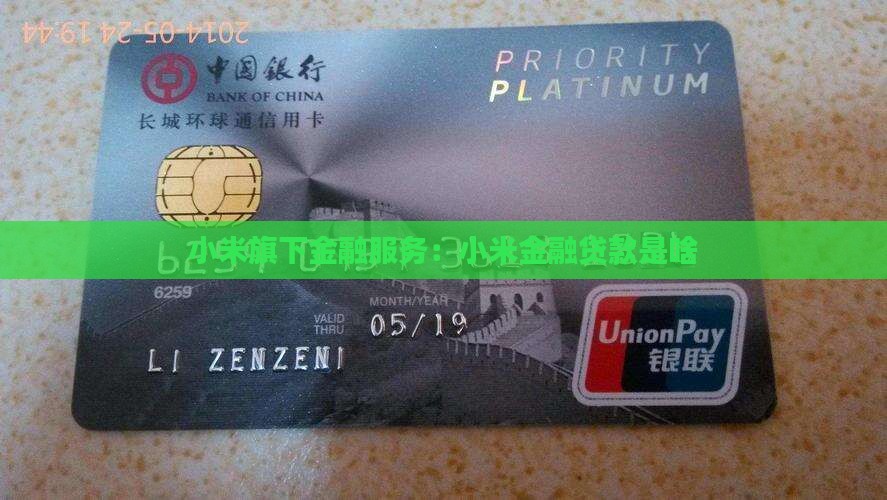 2014-05-24 19:44
PRIORITY
中国银行
PLATINUM
BANK OF CHINA
长城环球通信用卡
小米旗下金融服务：小米金融贷款是啥
6259
MONTH/YEAR
VALID
THRU
05/19
UnionPay
银联
LI ZENZENI